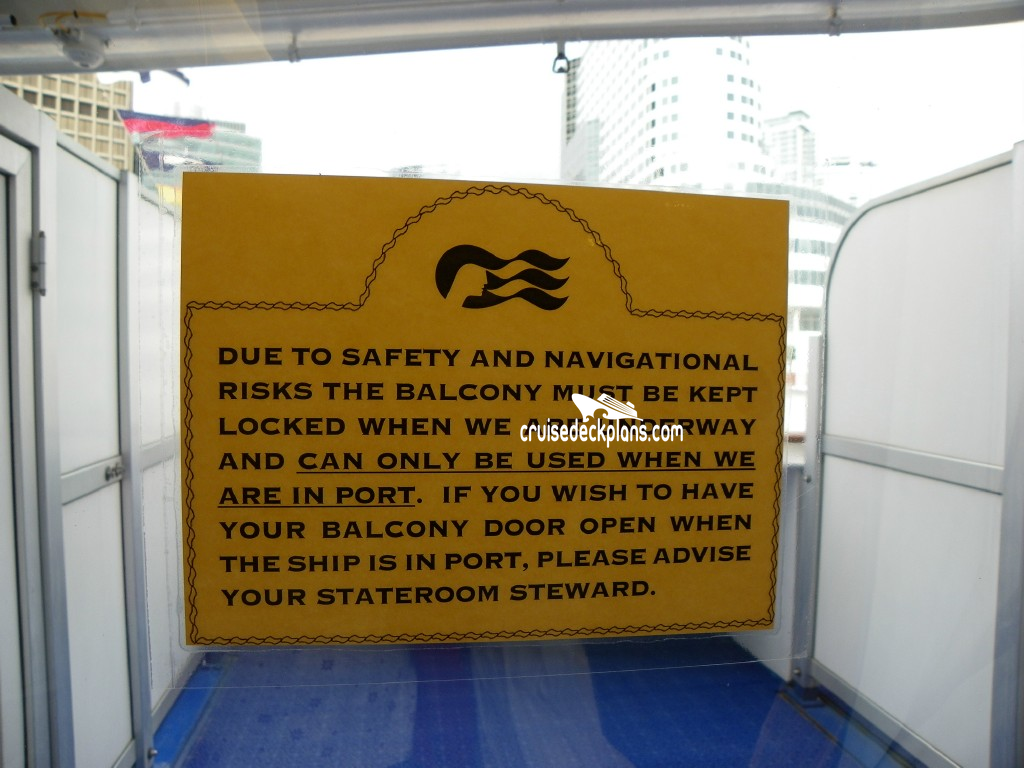 DUE TO SAFETY AND NAVIGATIONAL
RISKS THE BALCONY MUST BE KEPT
LOCKED WHEN WE UNDERWAY
cruisedeckplans.com
AND CAN ONLY BE USED WHEN WE
ARE IN PORT. IF YOU WISH TO HAVE
YOUR BALCONY DOOR OPEN WHEN
THE SHIP IS IN PORT, PLEASE ADVISE
YOUR STATEROOM STEWARD.